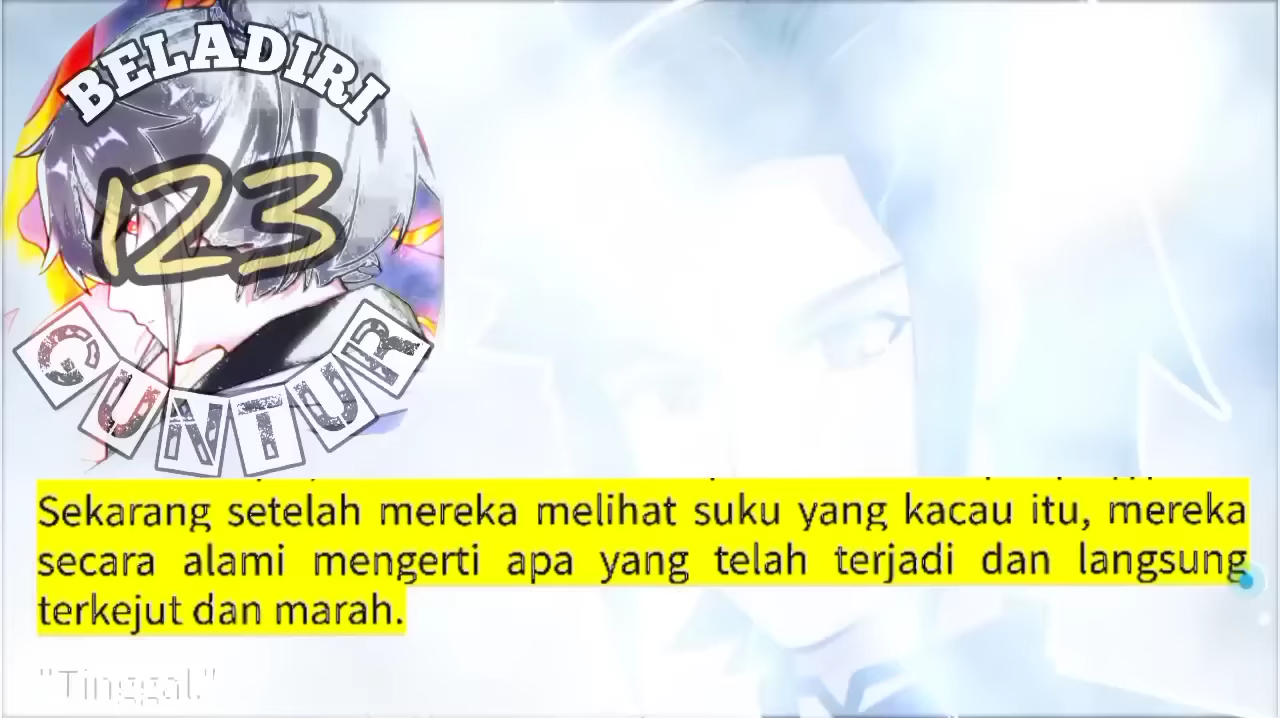 BELADIRI
123
GUNTUR
Sekarang setelah mereka melihat suku yang kacau itu, mereka
secara alami mengerti apa yang telah terjadi dan langsung
terkejut dan marah.
"Tinggal."